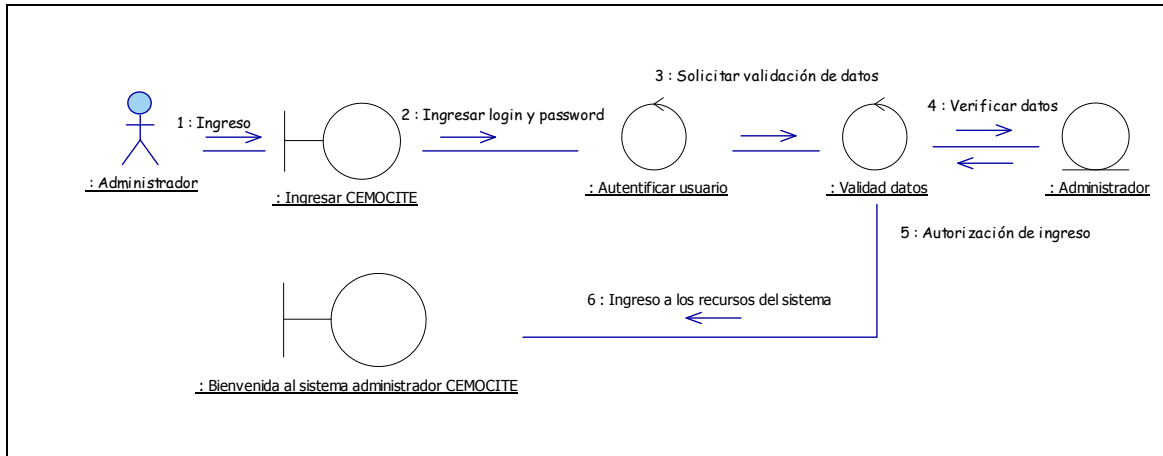 3 : Solicitar validación de datos
1 : Ingreso
2 : Ingresar login y password
4 : Verificar datos
: Administrador
: Ingresar CEMOCITE
: Autentificar usuario
: Validad datos
: Administrador
5 : Autorización de ingreso
6 : Ingreso a los recursos del sistema
: Bienvenida al sistema administrador CEMOCITE